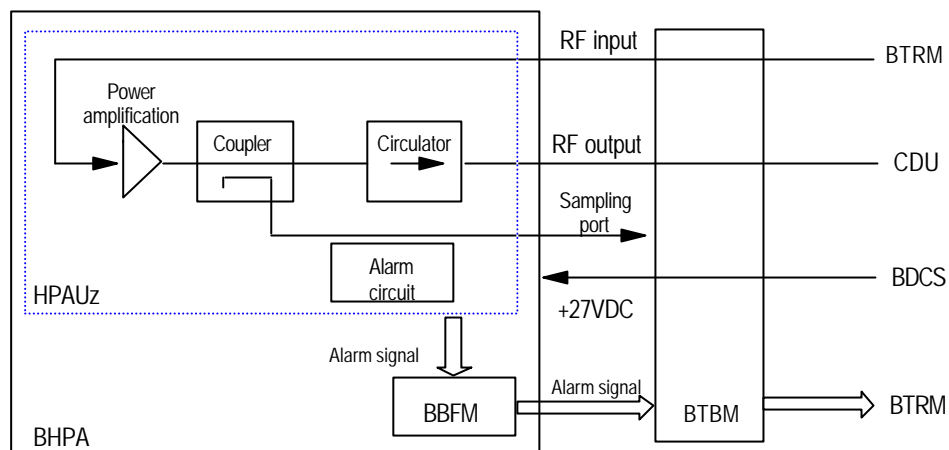 RF input
BTRM
Power
amplification
Coupler
Circulator
RF output
CDU
Sampling
port
Alarm
circuit
HPAUz
+27VDC
BDCS
Alarm signal
BBFM
Alarm signal
BTBM
BTRM
BHPA